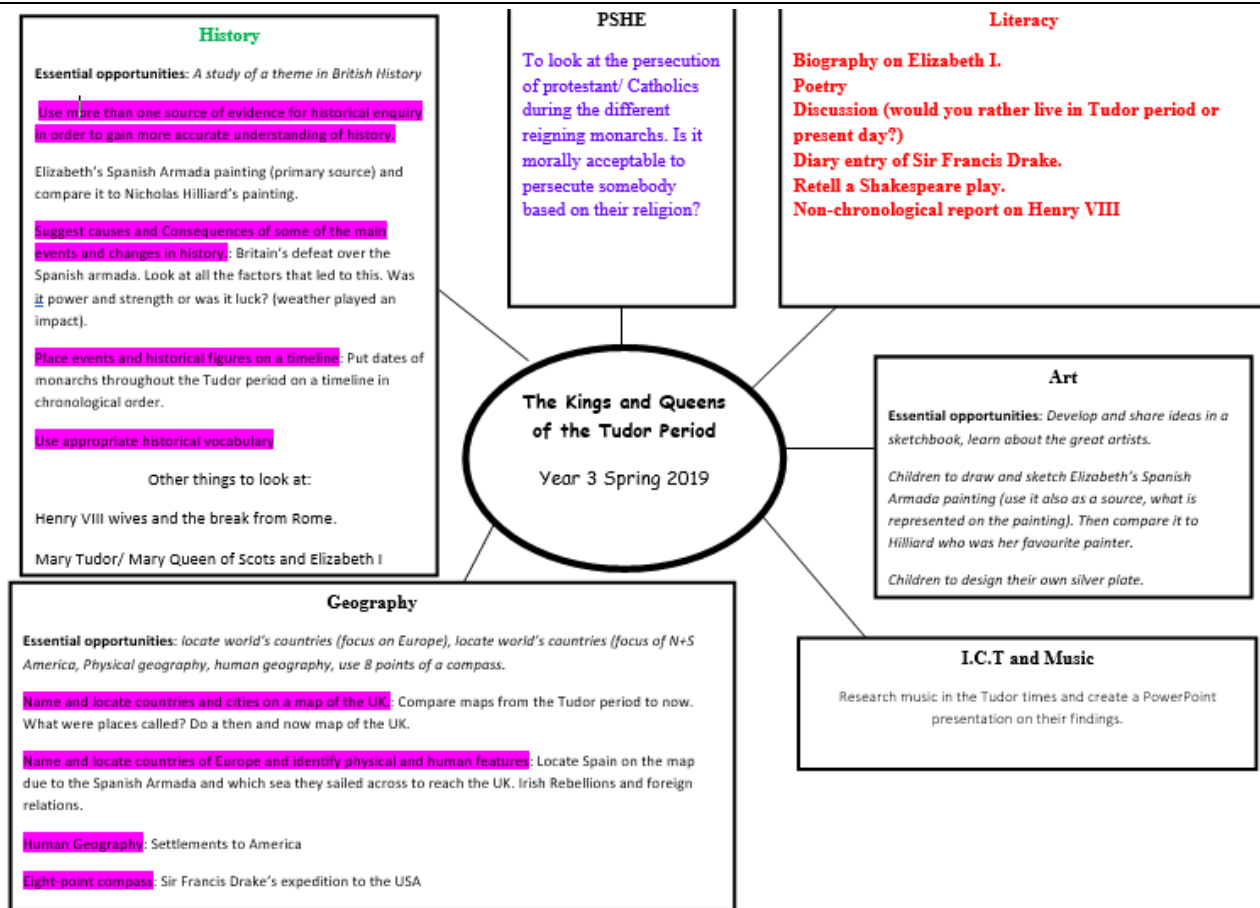 History
Essential opportunities: A study of a theme in British History
Use more than one source of evidence for historical enquiry
in order to gain more accurate understanding of history.
Elizabeth's Spanish Armada painting (primary source) and
compare it to Nicholas Hilliard's painting.
Suggest causes and Consequences of some of the main
events and changes in history.: Britain's defeat over the
Spanish armada. Look at all the factors that led to this. Was
it power and strength or was it luck? (weather played an
impact).
Place events and historical figures on a timeline: Put dates of
monarchs throughout the Tudor period on a timeline in
chronological order.
Use appropriate historical vocabulary
Other things to look at:
Henry VIII wives and the break from Rome.
Mary Tudor/ Mary Queen of Scots and Elizabeth I
PSHE
To look at the persecution
of protestant/ Catholics
during the different
reigning monarchs. Is it
morally acceptable to
persecute somebody
based on their religion?
Literacy
Biography on Elizabeth I.
Poetry
Discussion (would you rather live in Tudor period or
present day?)
Diary entry of Sir Francis Drake.
Retell a Shakespeare play.
Non-chronological report on Henry VIII
The Kings and Queens
of the Tudor Period
Year 3 Spring 2019
Art
Essential opportunities: Develop and share ideas in a
sketchbook, learn about the great artists.
Children to draw and sketch Elizabeth's Spanish
Armada painting (use it also as a source, what is
represented on the painting). Then compare it to
Hilliard who was her favourite painter.
Children to design their own silver plate.
Geography
Essential opportunities: locate world's countries (focus on Europe), locate world's countries (focus of N+S
America, Physical geography, human geography, use 8 points of a compass.
Name and locate countries and cities on a map of the UK.: Compare maps from the Tudor period to now.
What were places called? Do a then and now map of the UK.
Name and locate countries of Europe and identify physical and human features: Locate Spain on the map
due to the Spanish Armada and which sea they sailed across to reach the UK. Irish Rebellions and foreign
relations.
Human Geography: Settlements to America
Eight-point compass: Sir Francis Drake's expedition to the USA
I.C.T and Music
Research music in the Tudor times and create a PowerPoint
presentation on their findings.